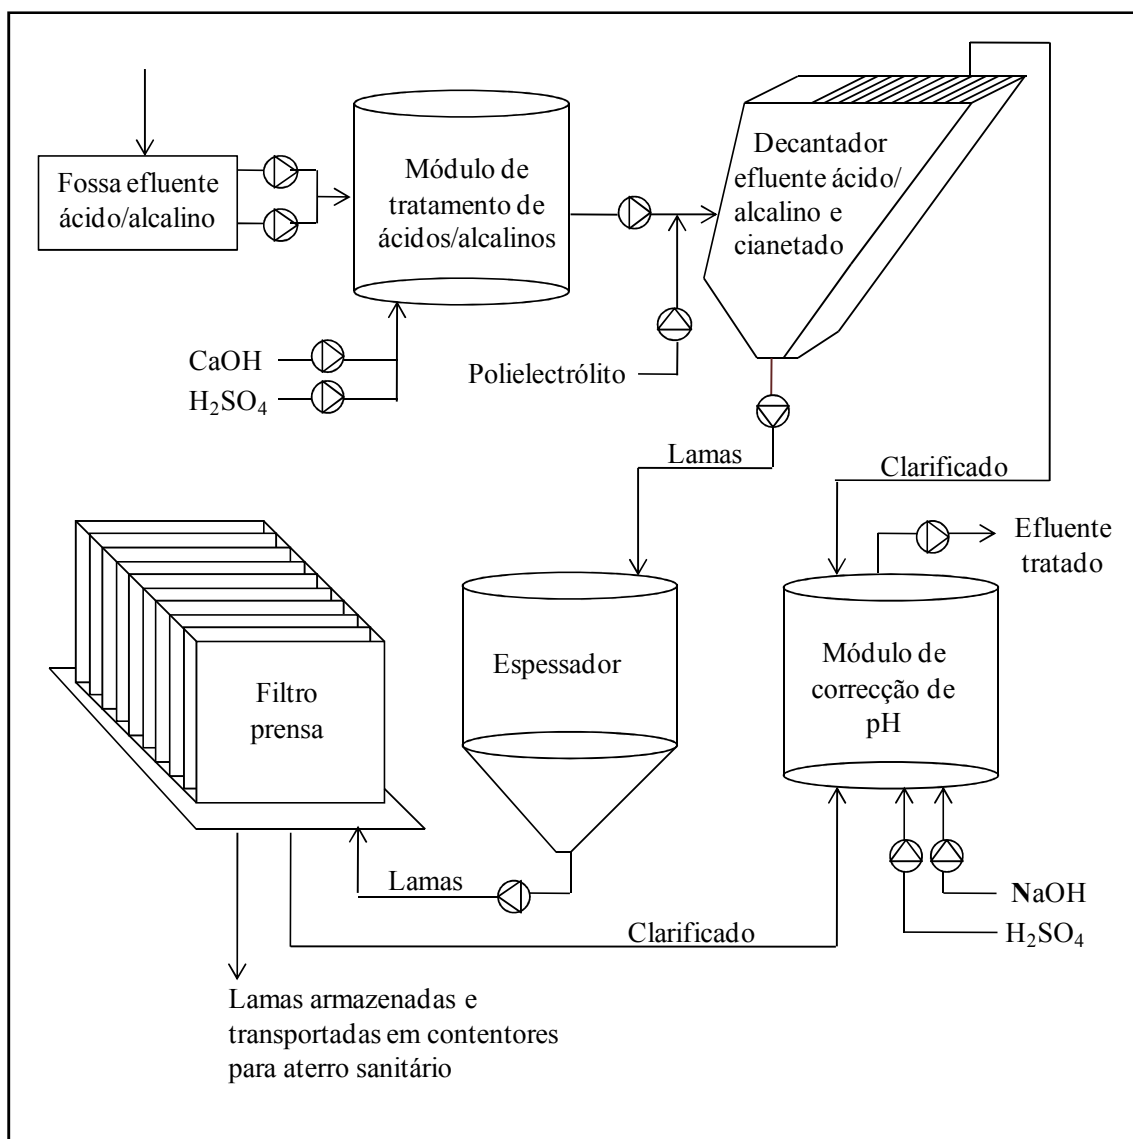 Fossa efluente
ácido/alcalino
Módulo de
tratamento de
ácidos/alcalinos
Decantador
efluente ácido/
alcalino e
cianetado
CaOH
H₂SO₄
Polielectrólito
Lamas
Clarificado
Efluente
tratado
Filtro
prensa
Espessador
Módulo de
correcção de
pH
Lamas
Clarificado
NaOH
H₂SO₄
Lamas armazenadas e
transportadas em contentores
para aterro sanitário